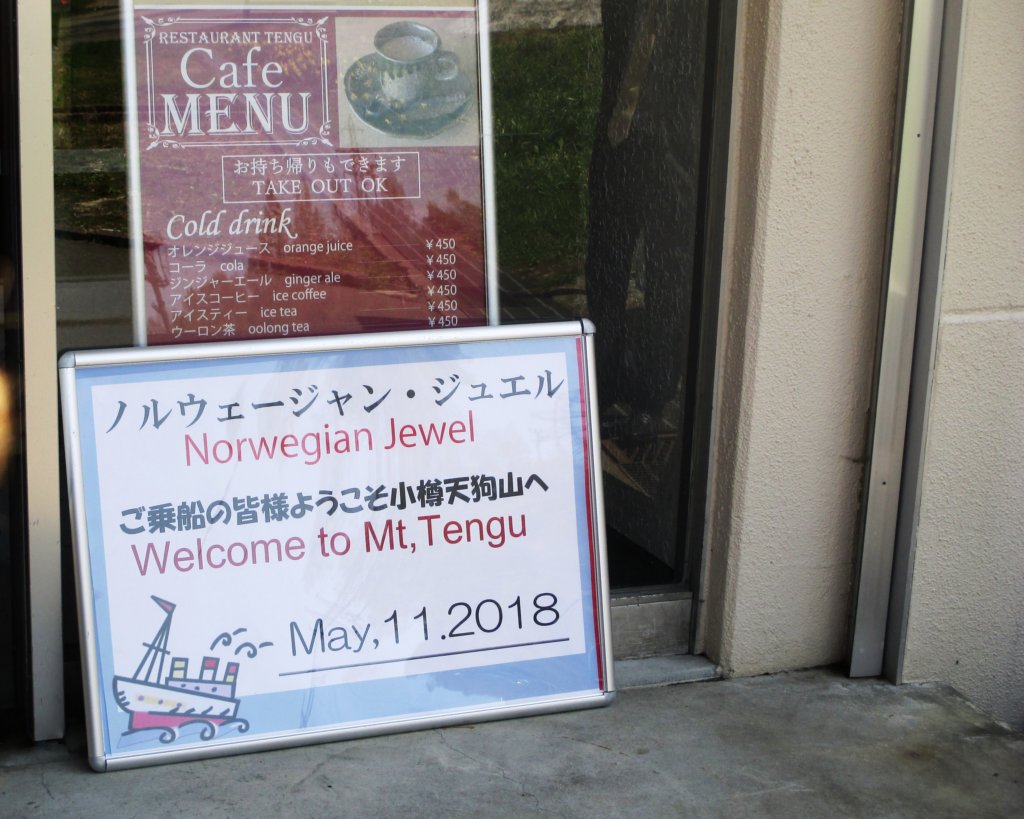 RESTAURANT TENGU
Cafe
MENU
お持ち帰りもできます
TAKE OUT OK
Cold drink
オレンジジュース orange juice ¥450
コーラ cola ¥450
ジンジャーエール ginger ale ¥450
アイスコーヒー ice coffee ¥450
アイスティー ice tea ¥450
ウーロン茶 oolong tea ¥450
ノルウェージャン・ジュエル
Norwegian Jewel
ご乗船の皆様ようこそ小樽天狗山へ
Welcome to Mt,Tengu
May,11.2018